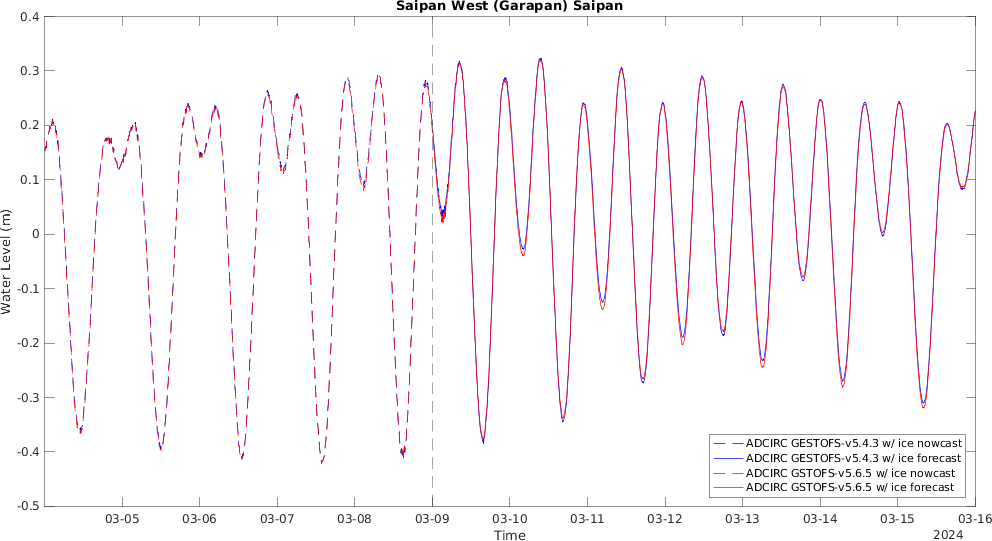 Saipan West (Garapan) Saipan
0.4
0.3
0.2
0.1
0
-0.1
-0.2
-0.3
-0.4
-0.5
Water Level (m)
ADCIRC GESTOFS-v5.4.3 w/ ice nowcast
ADCIRC GESTOFS-v5.4.3 w/ ice forecast
ADCIRC GSTOFS-v5.6.5 w/ ice nowcast
ADCIRC GSTOFS-v5.6.5 w/ ice forecast
03-05 03-06 03-07 03-08 03-09 03-10 03-11 03-12 03-13 03-14 03-15 03-16
Time
2024